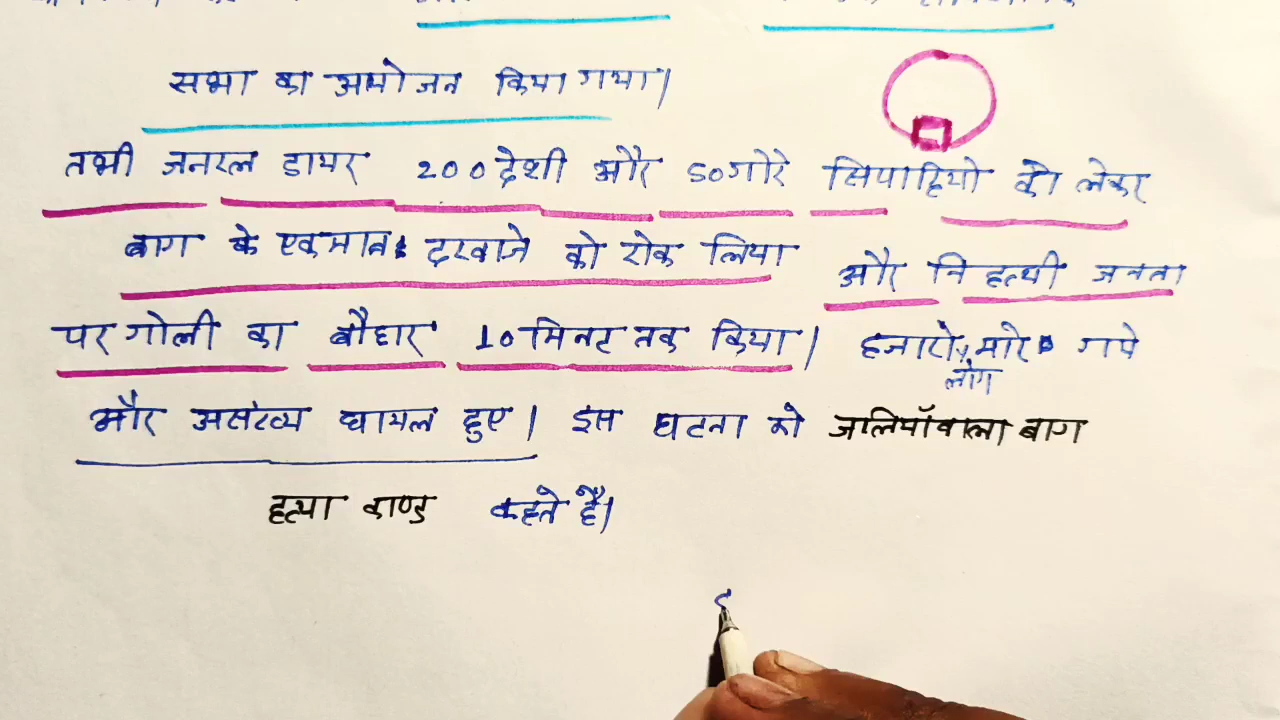 सभा का आयोजन किया गया।
तभी जनरल डायर 200 देशी और 50 गोरे सिपाहियो को लेकर
बाग के एकमात्र दरवाजे को रोक लिया और निहत्थी जनता
पर गोली का बौछार 10 मिनट तक किया। हजारो लोग मारे गये
और असंख्य घायल हुए। इस घटना को जलियाँवाला बाग
हत्या काण्ड कहते है।